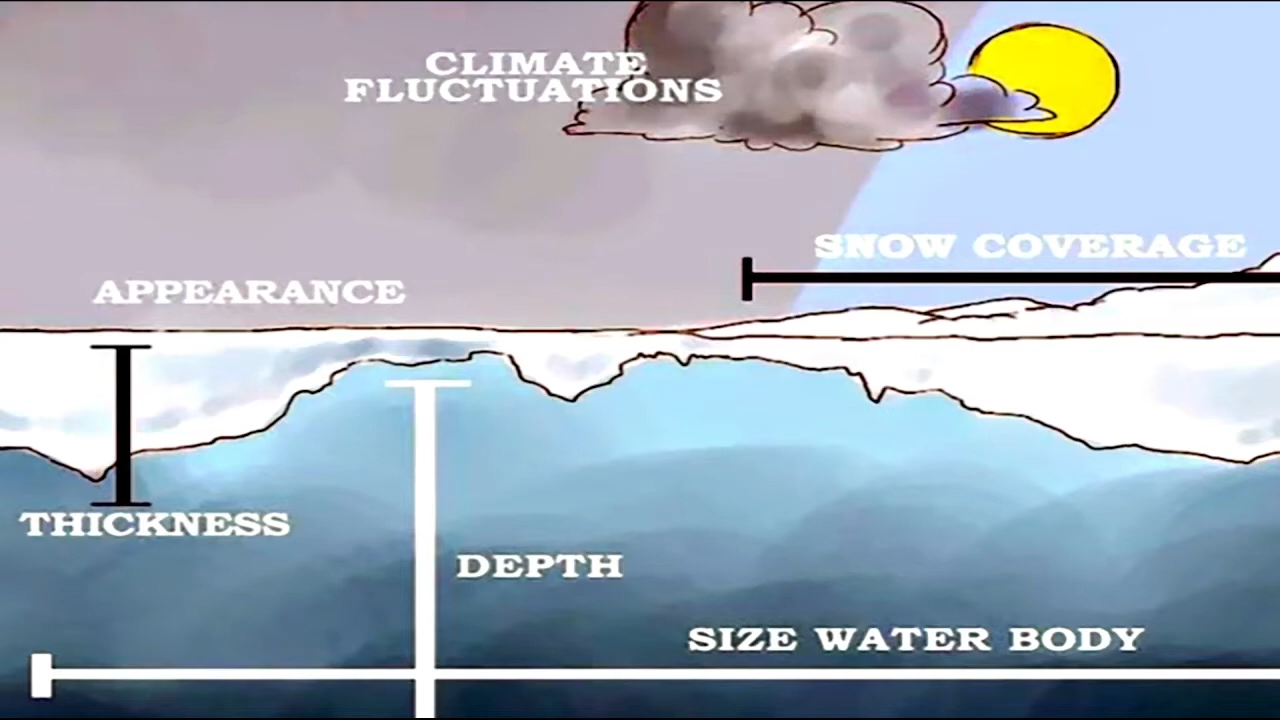 CLIMATE
FLUCTUATIONS
SNOW COVERAGE
APPEARANCE
THICKNESS
DEPTH
SIZE WATER BODY